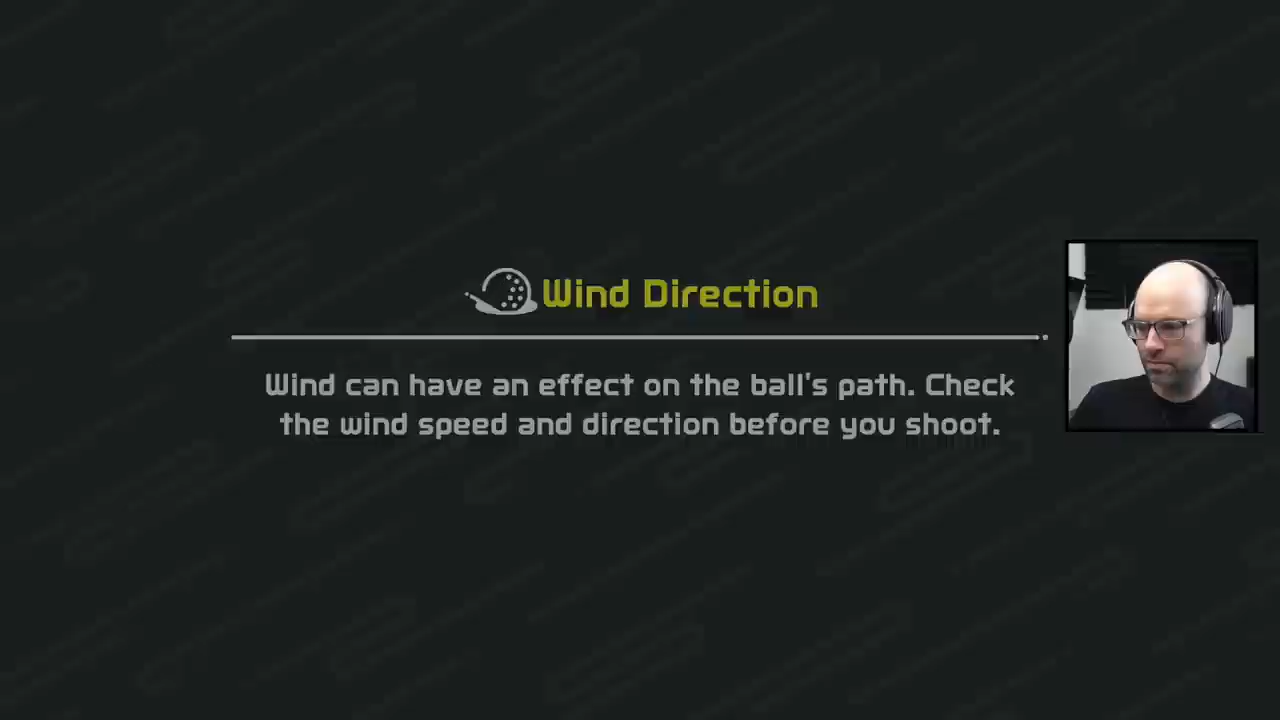 Wind Direction
Wind can have an effect on the ball's path. Check
the wind speed and direction before you shoot.